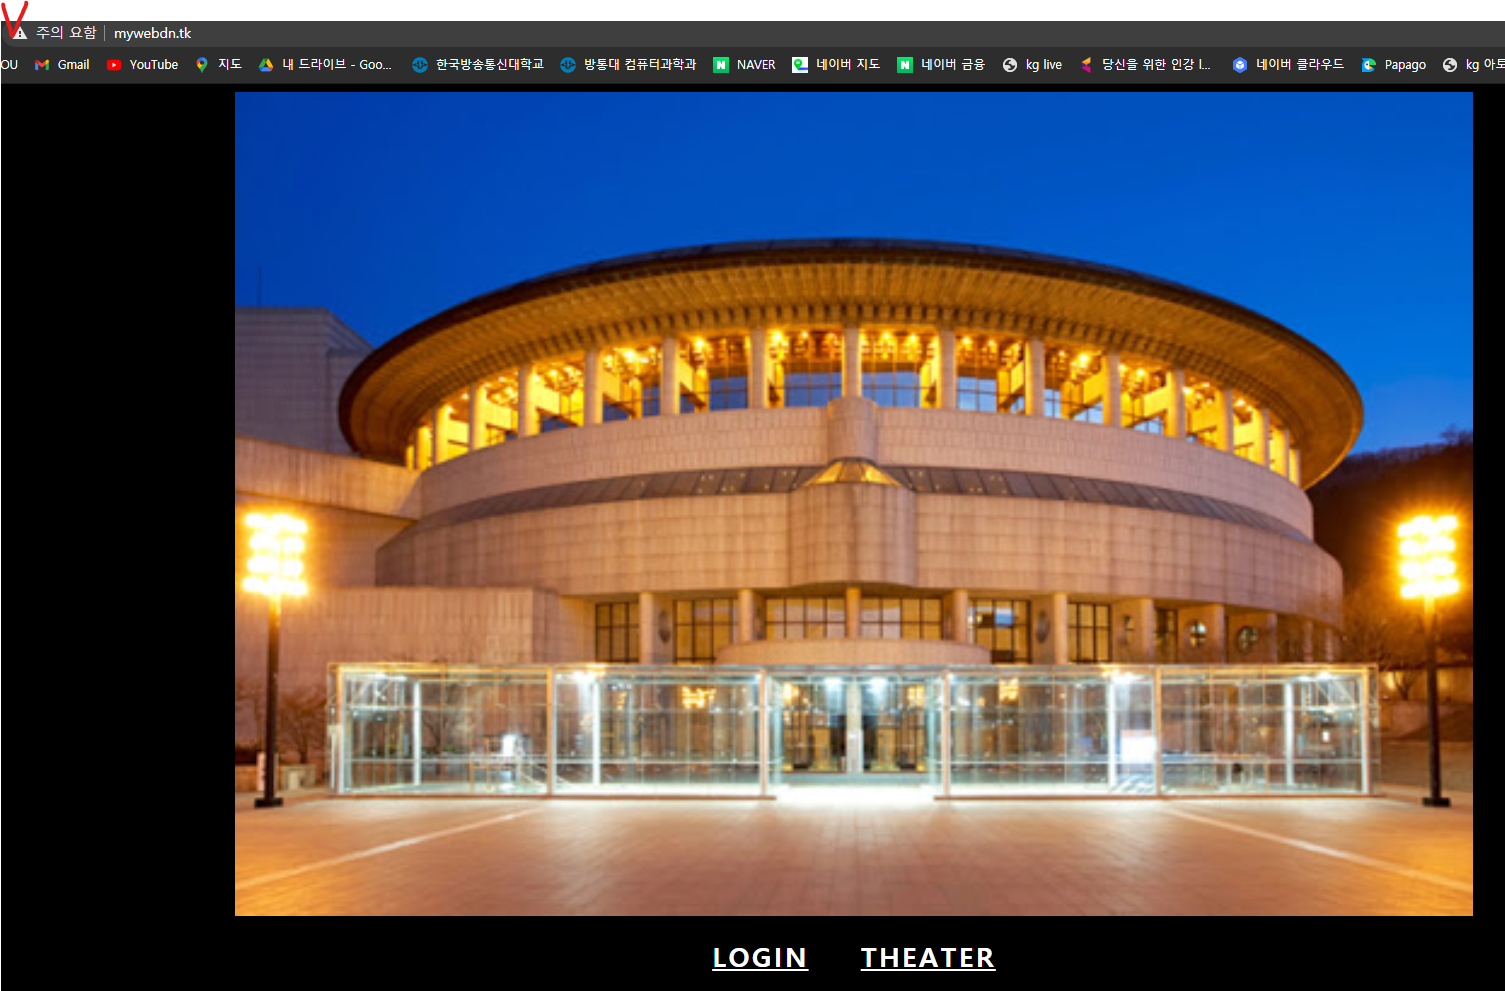 주의 요함 mywebdn.tk
OU Gmail YouTube 지도 내 드라이브 - Goo... 한국방송통신대학교 방통대 컴퓨터과학과 NAVER 네이버 지도 네이버 금융 kg live 당신을 위한 인강 I... 네이버 클라우드 Papago kg 아토
LOGIN THEATER